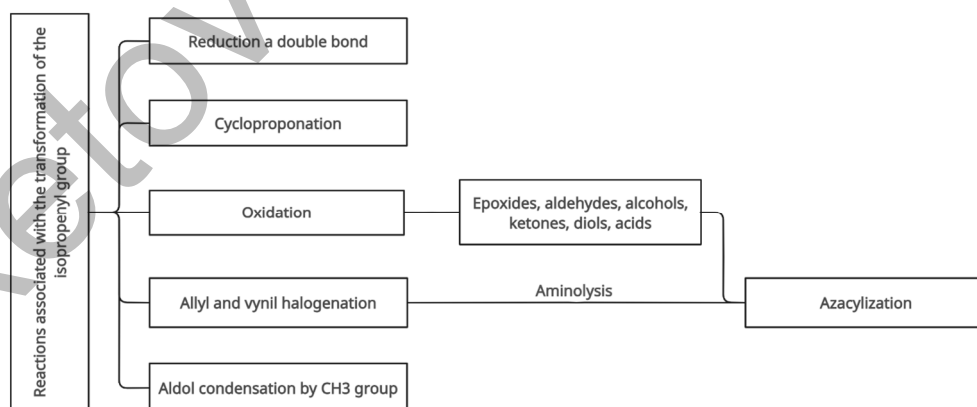 Reactions associated with the transformation of the
isopropenyl group
Reduction a double bond
Cycloproponation
Oxidation
Epoxides, aldehydes, alcohols,
ketones, diols, acids
Allyl and vynil halogenation
Aminolysis
Azacylization
Aldol condensation by CH3 group